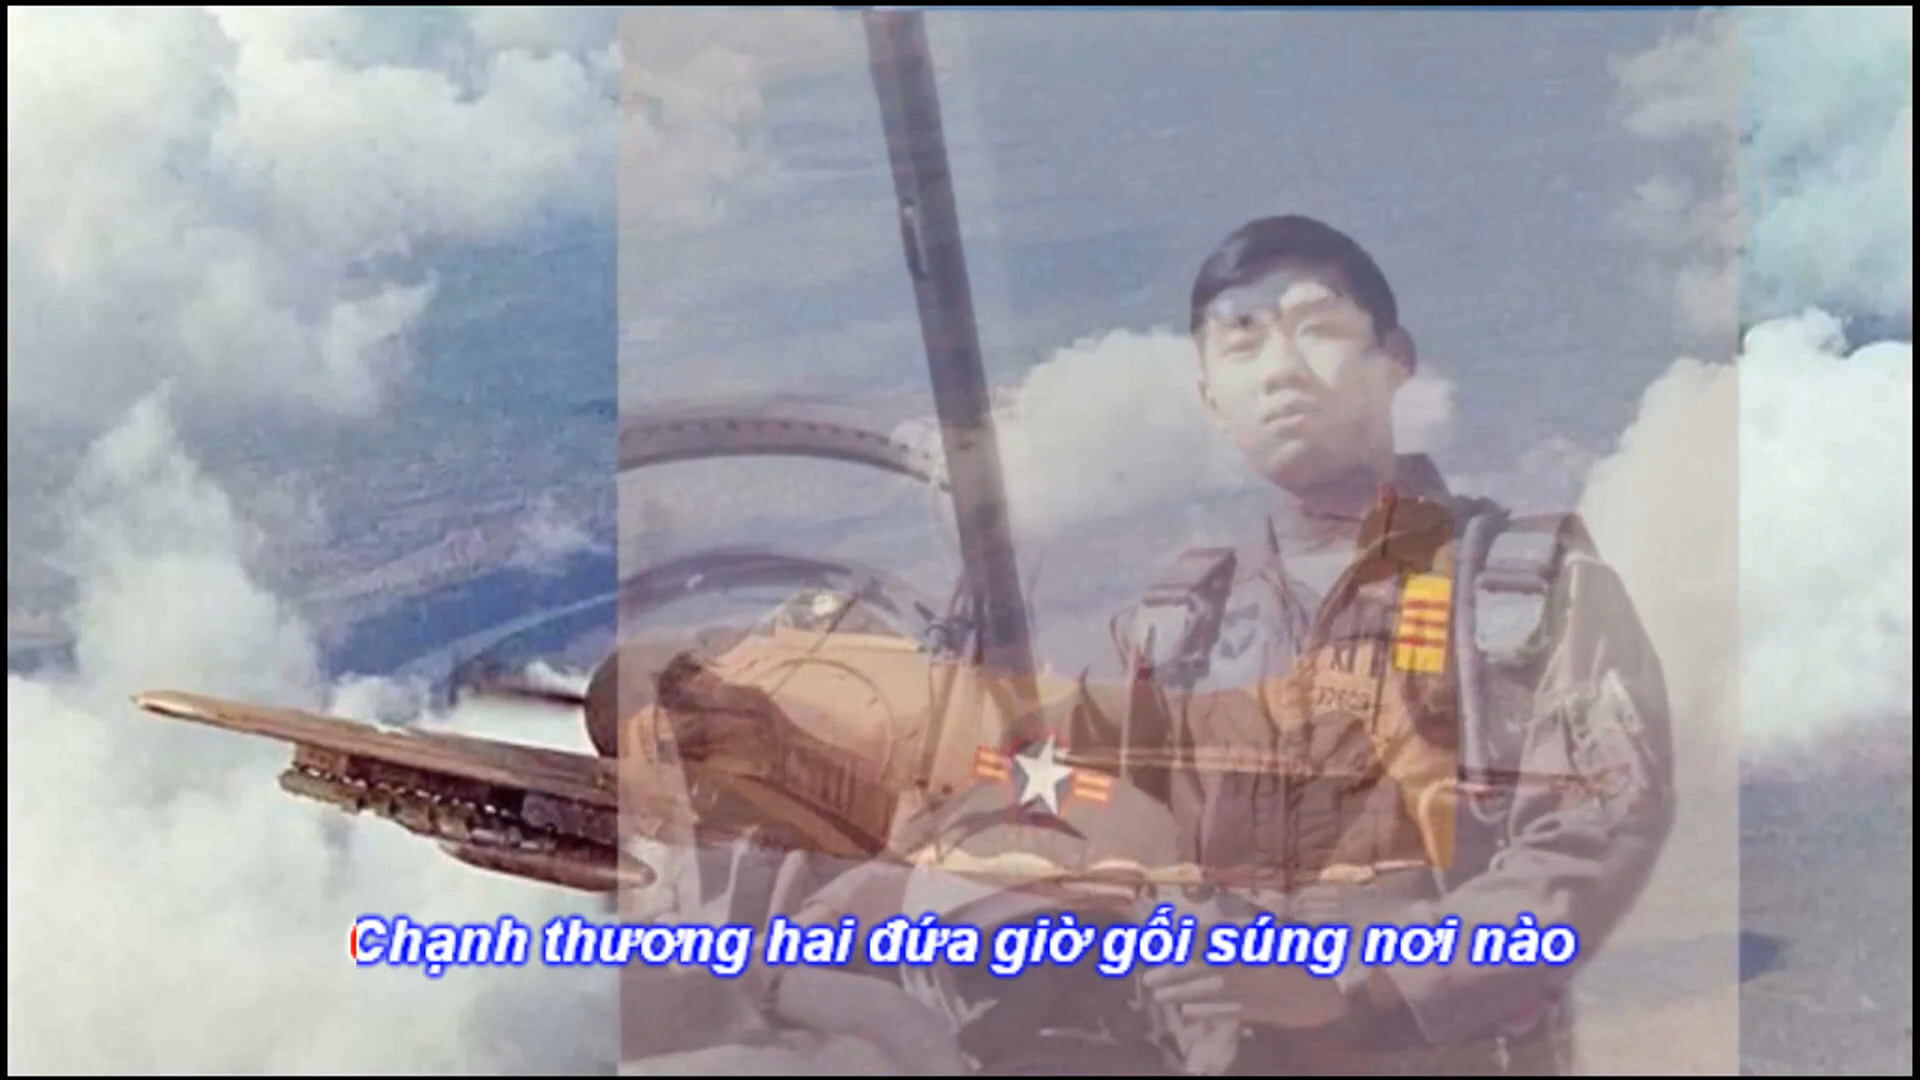 Chạnh thương hai đứa giờ gối súng nơi nào